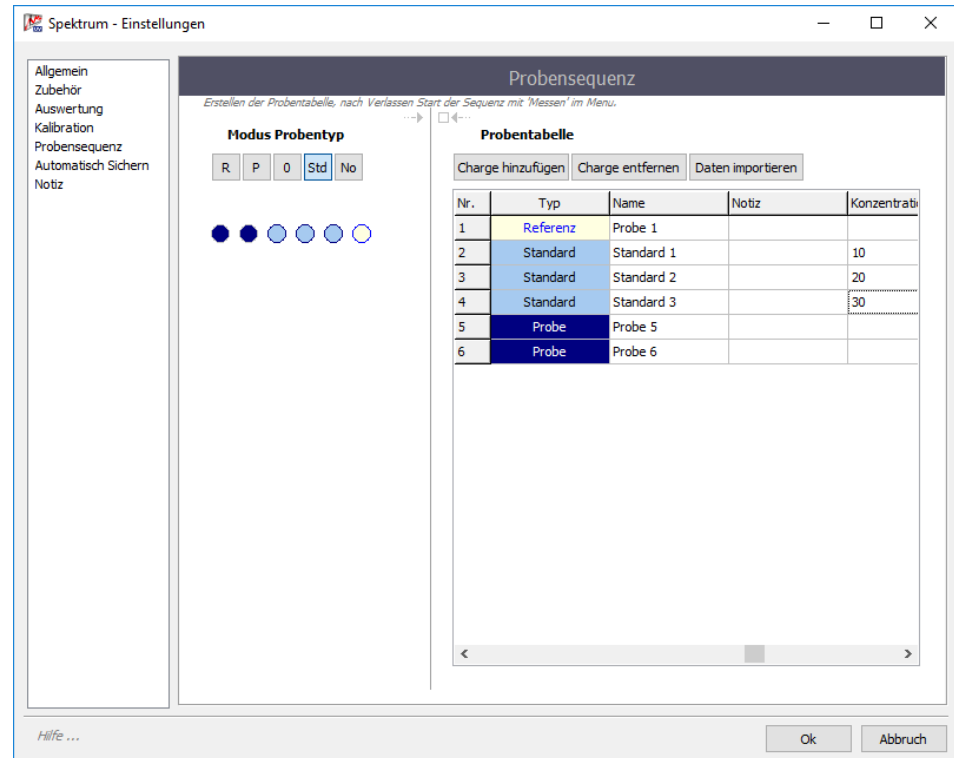 Spektrum - Einstellungen
Allgemein
Zubehör
Auswertung
Kalibration
Probensequenz
Automatisch Sichern
Notiz
Probensequenz
Erstellen der Probentabelle, nach Verlassen Start der Sequenz mit 'Messen' im Menu.
Modus Probentyp
R P 0 Std No
Probentabelle
Charge hinzufügen Charge entfernen Daten importieren
Nr. Typ Name Notiz Konzentratio
1 Referenz Probe 1
2 Standard Standard 1 10
3 Standard Standard 2 20
4 Standard Standard 3 30
5 Probe Probe 5
6 Probe Probe 6
Hilfe ...
Ok Abbruch